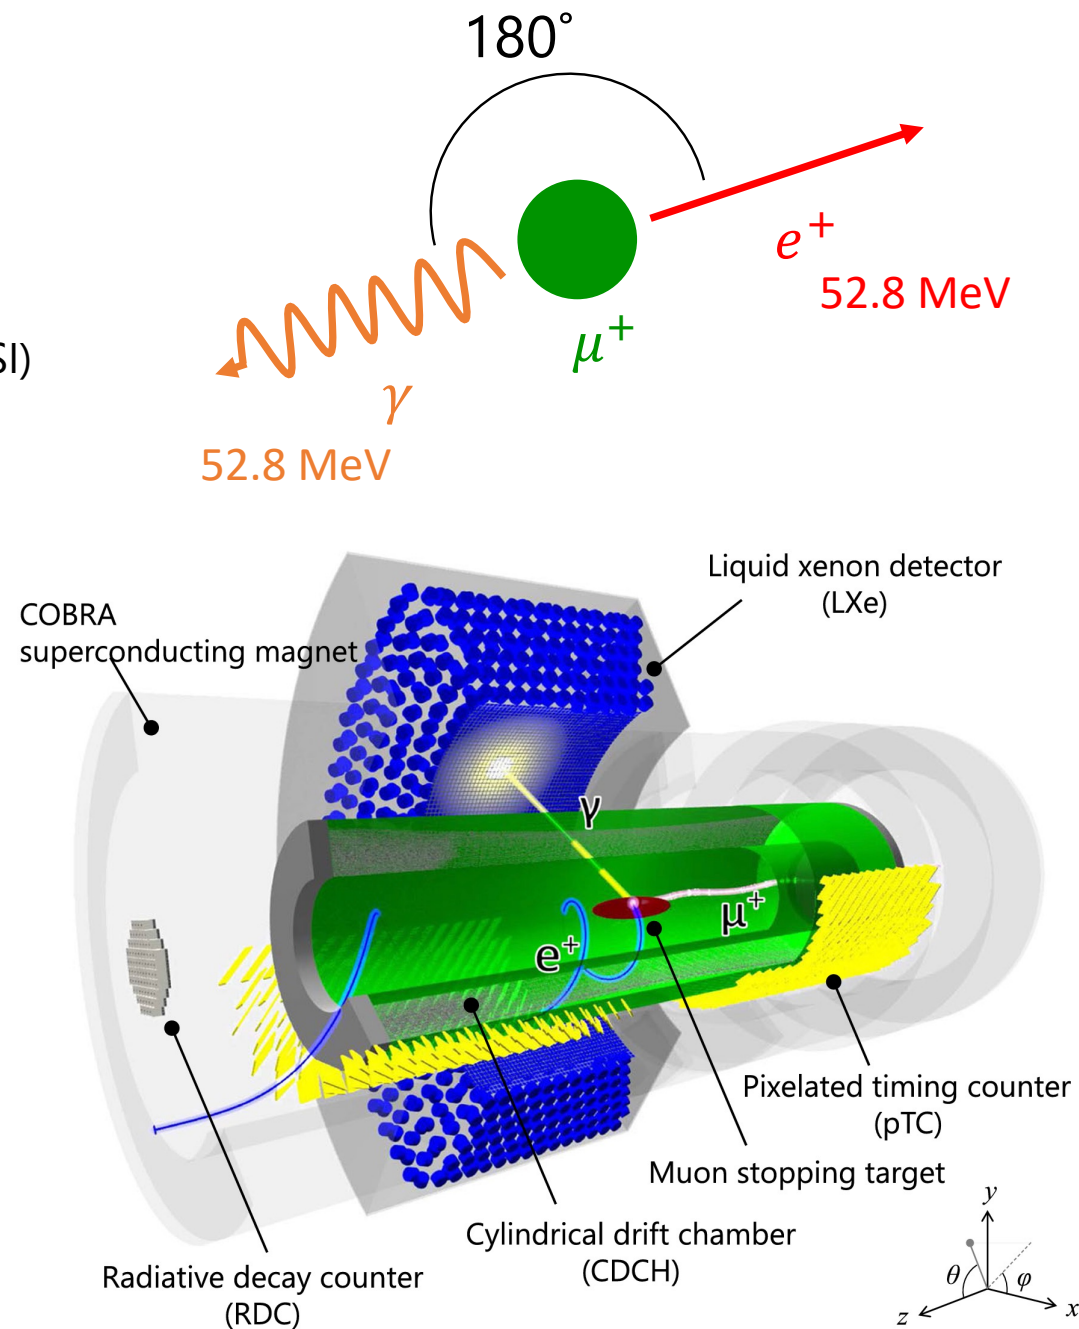 180°
e⁺
52.8 MeV
μ⁺
SI)
γ
52.8 MeV
Liquid xenon detector
(LXe)
COBRA
superconducting magnet
γ
μ⁺
e⁺
Pixelated timing counter
(pTC)
Muon stopping target
Cylindrical drift chamber
(CDCH)
Radiative decay counter
(RDC)
y
θ
φ
z
x